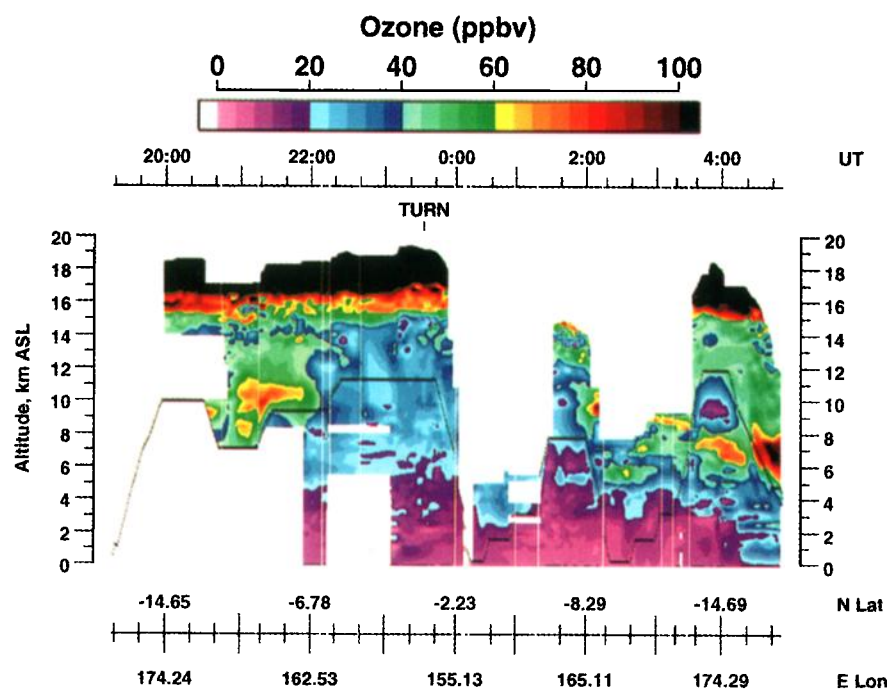 Ozone (ppbv)
0 20 40 60 80 100
20:00 22:00 0:00 2:00 4:00 UT
TURN
20 20
18 18
16 16
14 14
12 12
10 10
8 8
6 6
4 4
2 2
0 0
Altitude, km ASL
-14.65 -6.78 -2.23 -8.29 -14.69 N Lat
174.24 162.53 155.13 165.11 174.29 E Lon